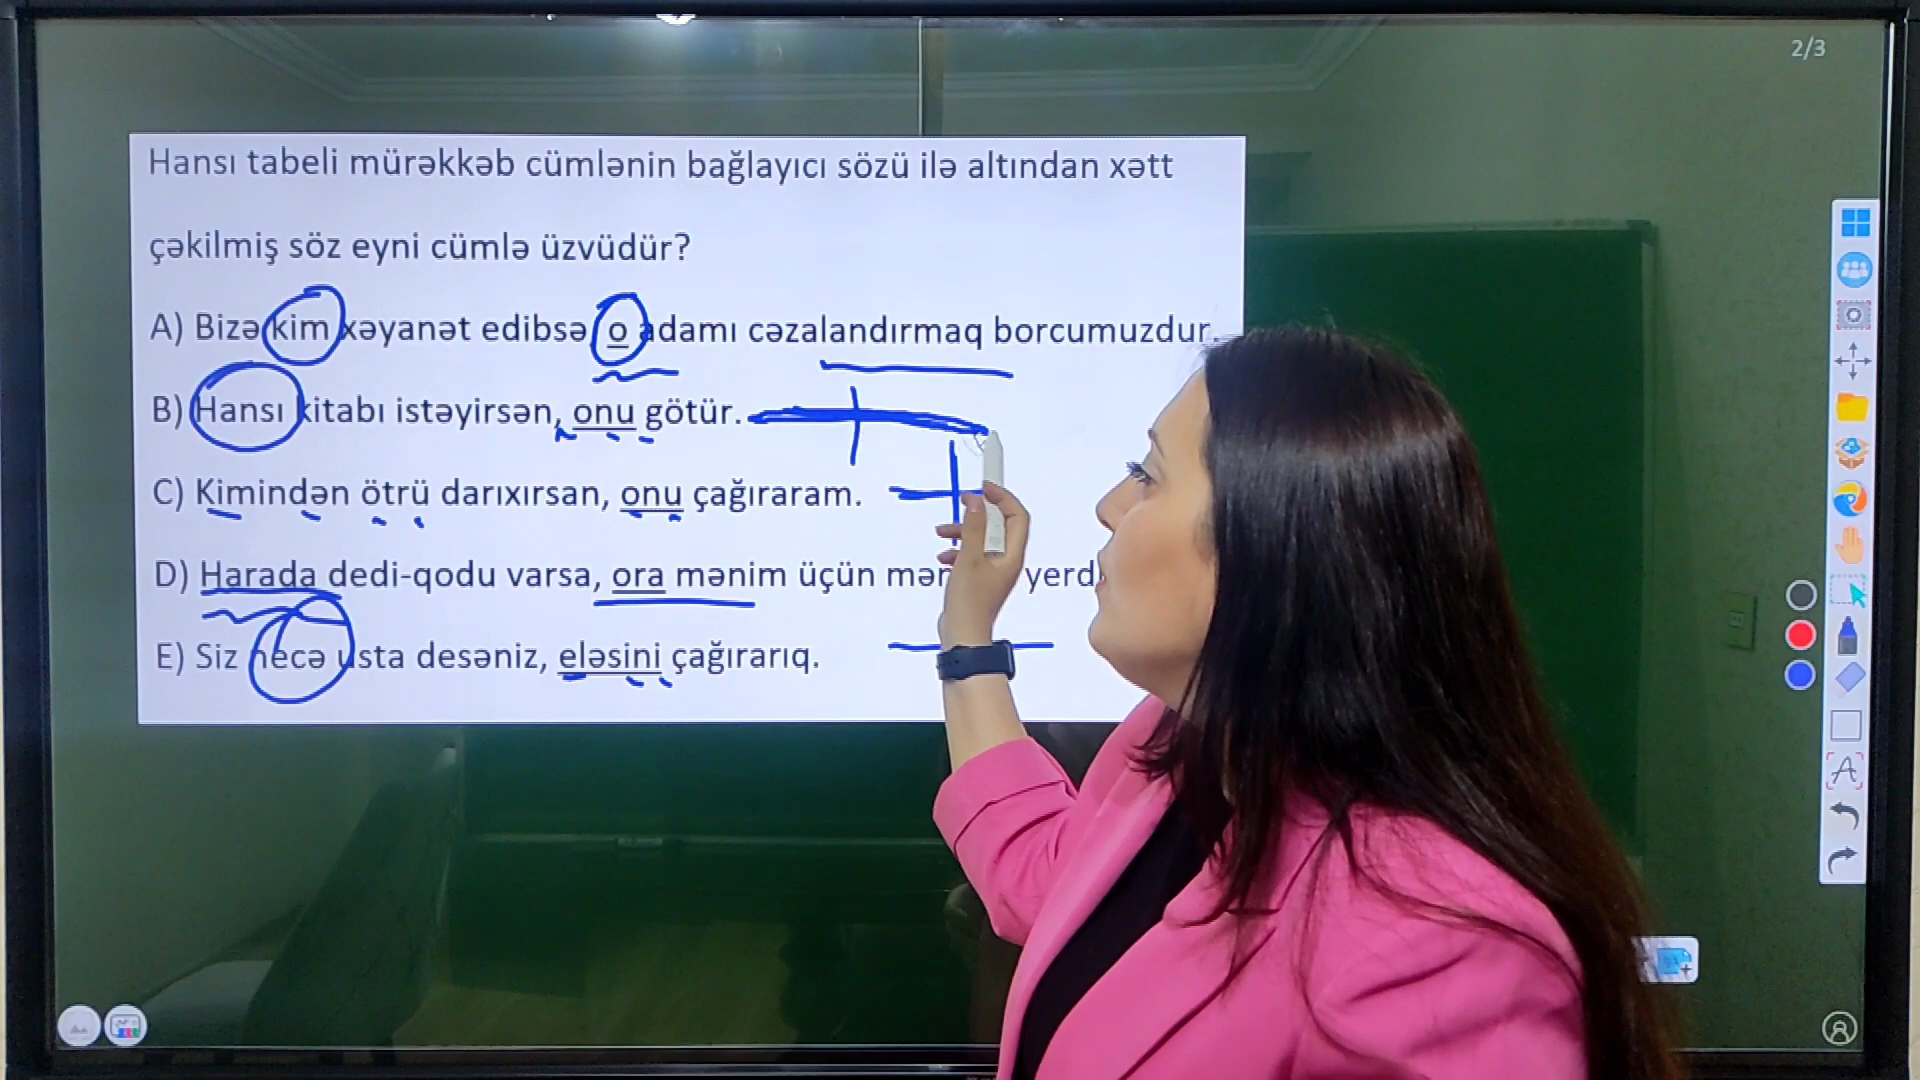 2/3
Hansı tabeli mürəkkəb cümlənin bağlayıcı sözü ilə altından xətt
çəkilmiş söz eyni cümlə üzvüdür?
A) Bizə kim xəyanət edibsə, o adamı cəzalandırmaq borcumuzdur.
B) Hansı kitabı istəyirsən, onu götür.
C) Kimindən ötrü darıxırsan, onu çağıraram.
D) Harada dedi-qodu varsa, ora mənim üçün
E) Siz necə usta desəniz, eləsini çağırarıq.